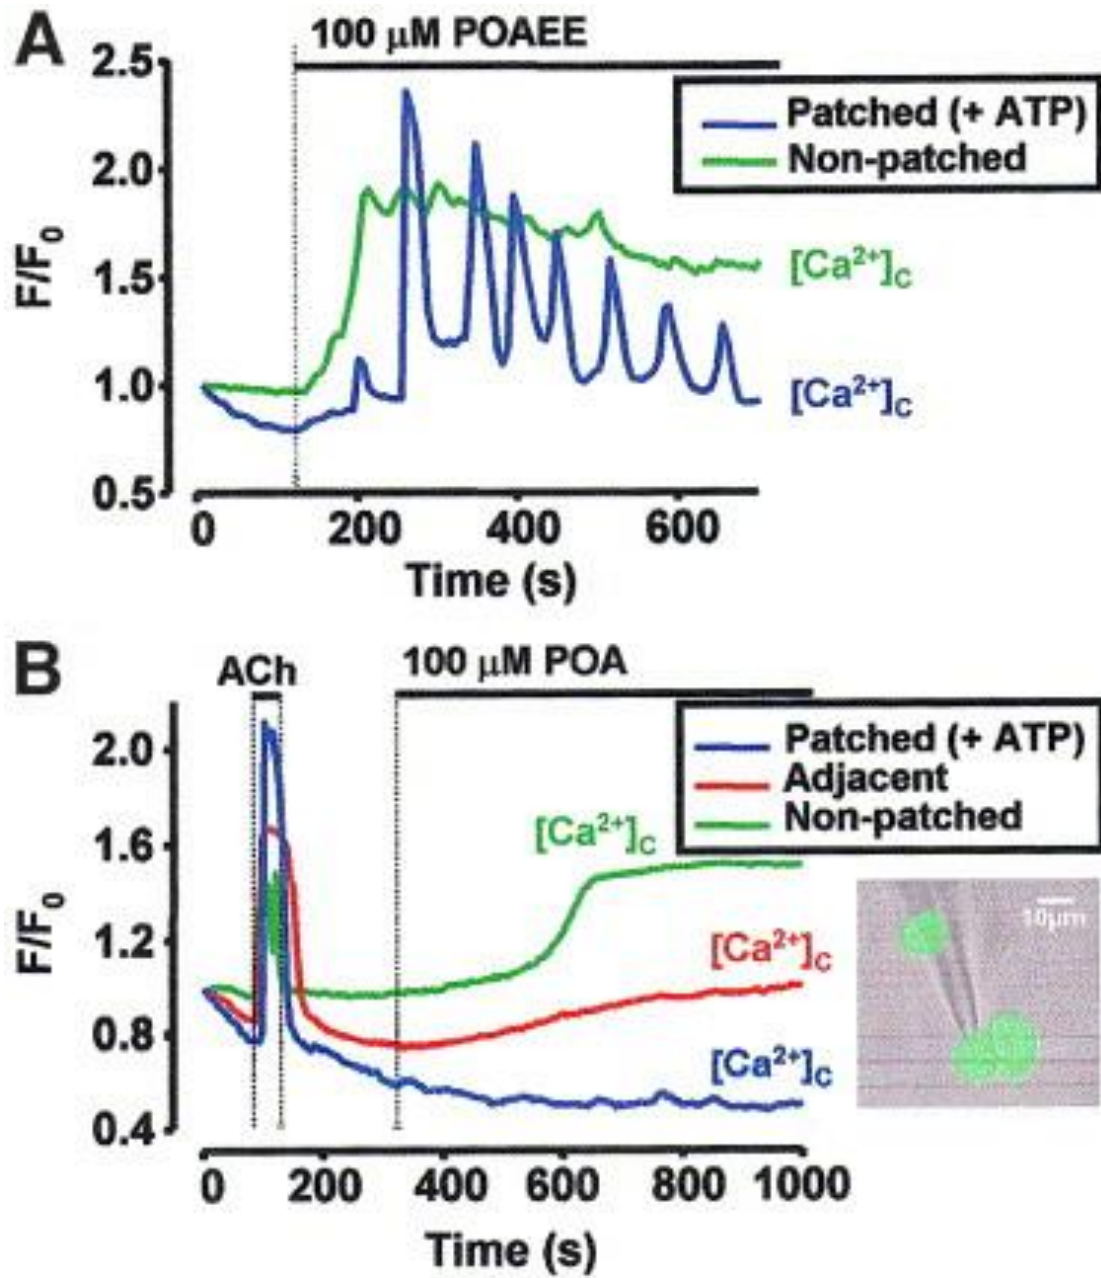 A
100 μM POAEE
2.5
2.0
1.5
1.0
0.5
F/F0
Patched (+ ATP)
Non-patched
[Ca2+]C
[Ca2+]C
0 200 400 600
Time (s)
B
ACh
100 μM POA
2.0
1.6
1.2
0.8
0.4
F/F0
Patched (+ ATP)
Adjacent
Non-patched
[Ca2+]C
[Ca2+]C
[Ca2+]C
10μm
0 200 400 600 800 1000
Time (s)